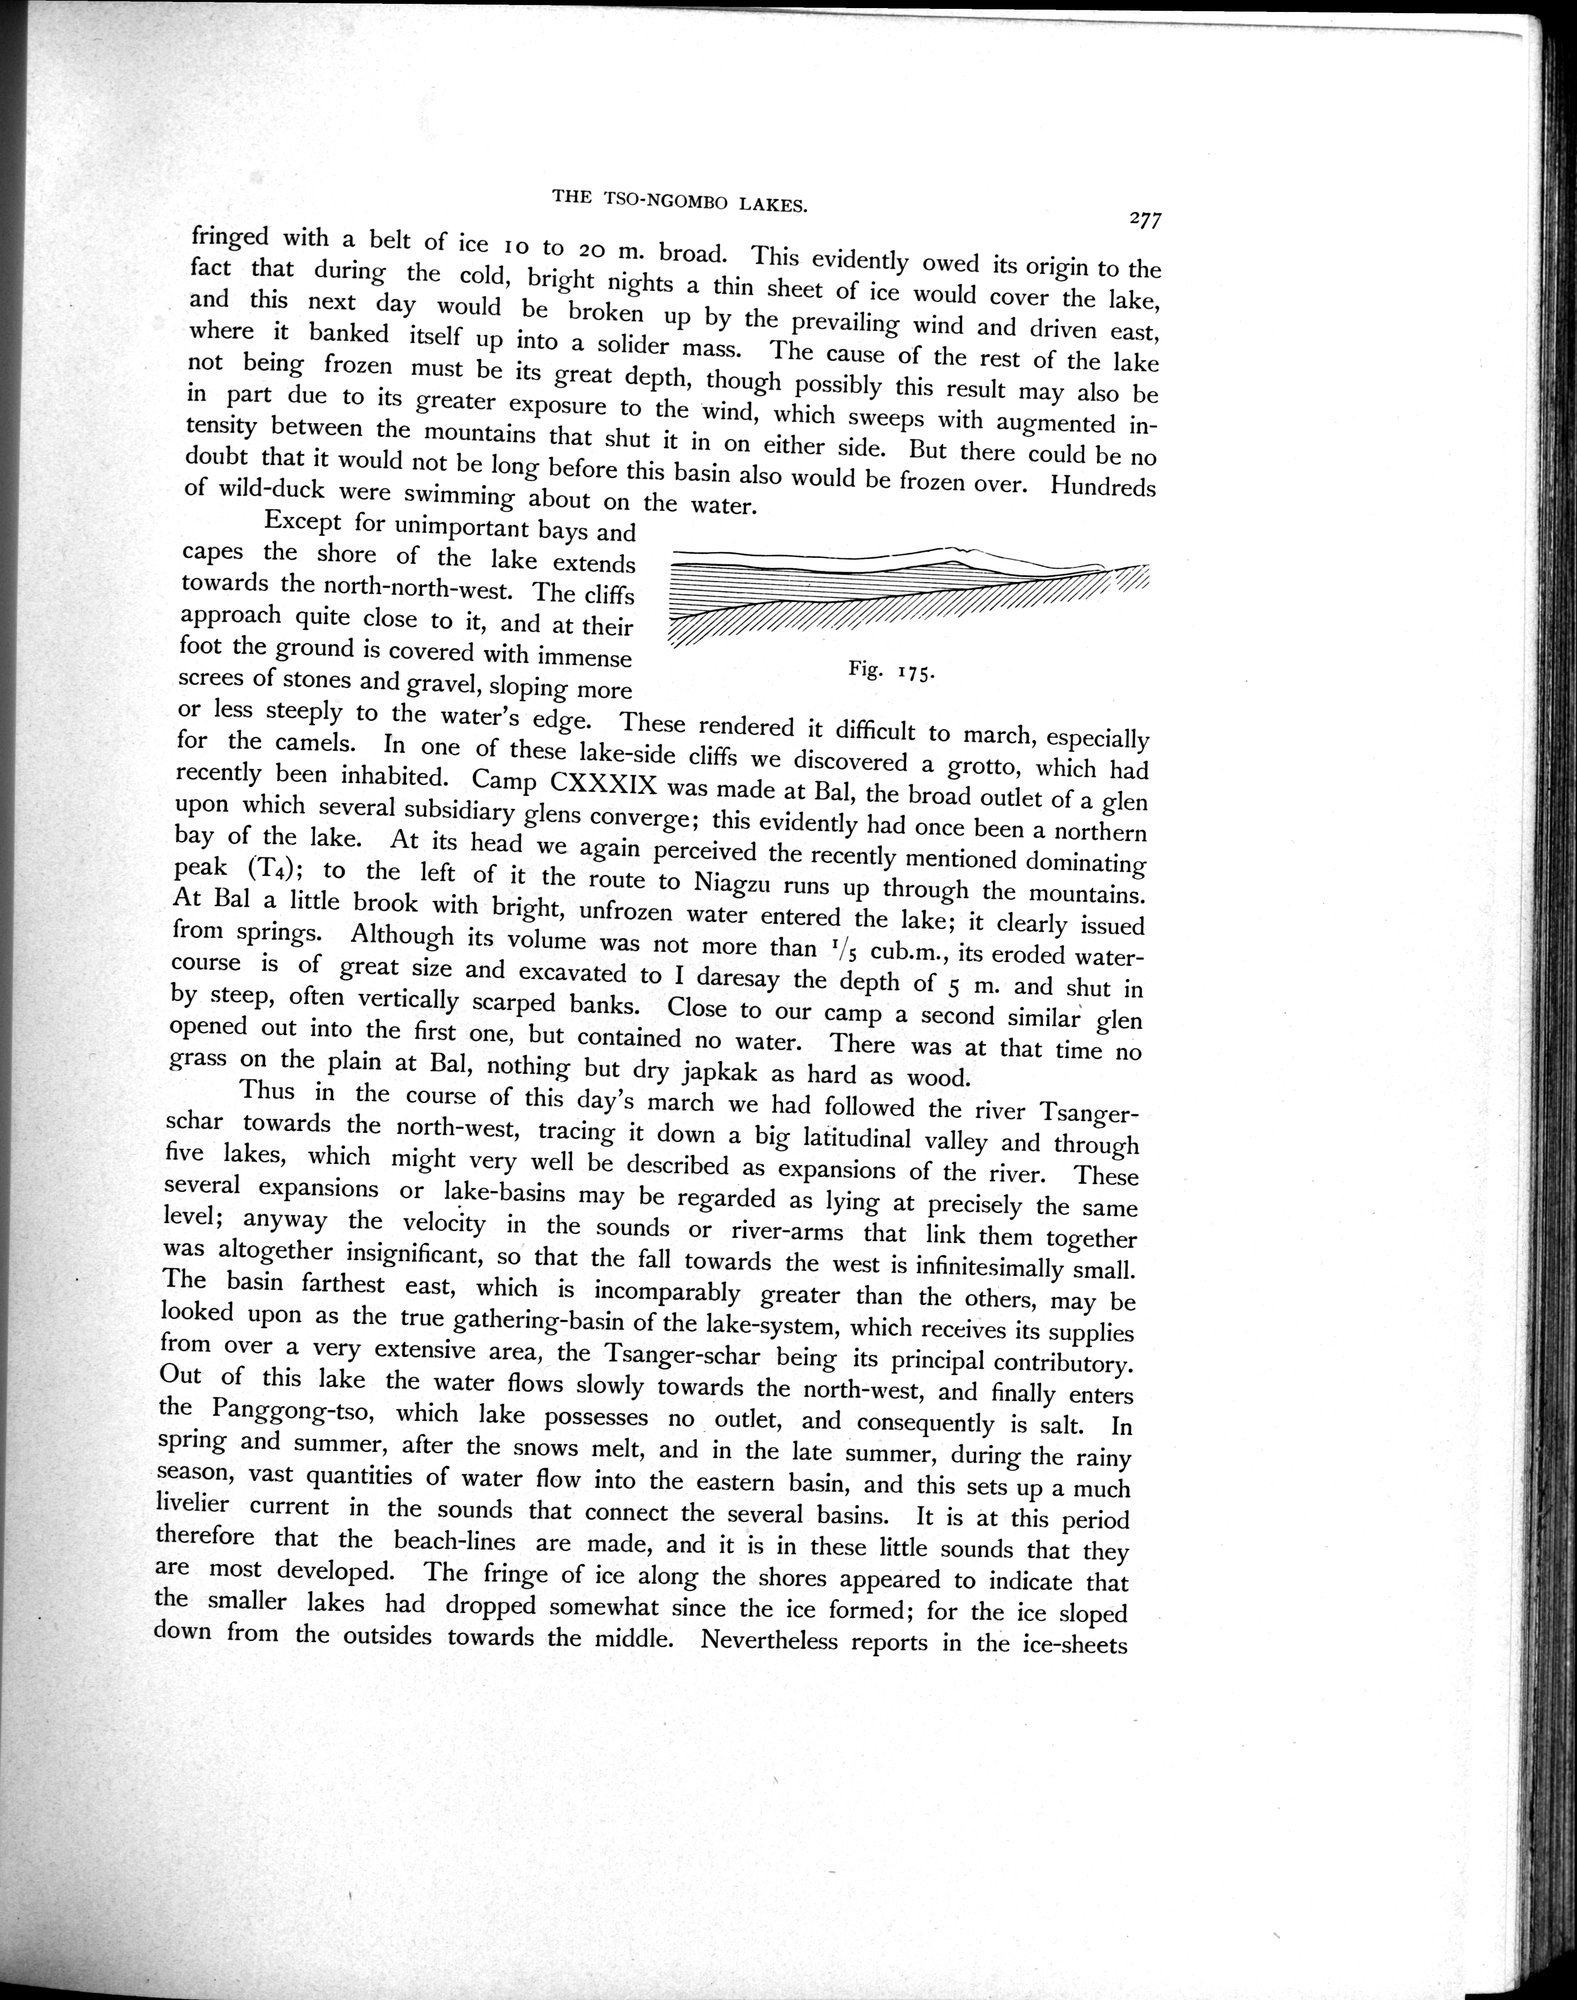 THE TSO-NGOMBO LAKES.
277
fringed with a belt of ice 10 to 20 m. broad. This evidently owed its origin to the
fact that during the cold, bright nights a thin sheet of ice would cover the lake,
and this next day would be broken up by the prevailing wind and driven east,
where it banked itself up into a solider mass. The cause of the rest of the lake
not being frozen must be its great depth, though possibly this result may also be
in part due to its greater exposure to the wind, which sweeps with augmented in-
tensity between the mountains that shut it in on either side. But there could be no
doubt that it would not be long before this basin also would be frozen over. Hundreds
of wild-duck were swimming about on the water.
Except for unimportant bays and
capes the shore of the lake extends
towards the north-north-west. The cliffs
approach quite close to it, and at their
foot the ground is covered with immense
screes of stones and gravel, sloping more
Fig. 175.
or less steeply to the water's edge. These rendered it difficult to march, especially
for the camels. In one of these lake-side cliffs we discovered a grotto, which had
recently been inhabited. Camp CXXXIX was made at Bal, the broad outlet of a glen
upon which several subsidiary glens converge; this evidently had once been a northern
bay of the lake. At its head we again perceived the recently mentioned dominating
peak (T4); to the left of it the route to Niagzu runs up through the mountains.
At Bal a little brook with bright, unfrozen water entered the lake; it clearly issued
from springs. Although its volume was not more than 1/5 cub.m., its eroded water-
course is of great size and excavated to I daresay the depth of 5 m. and shut in
by steep, often vertically scarped banks. Close to our camp a second similar glen
opened out into the first one, but contained no water. There was at that time no
grass on the plain at Bal, nothing but dry japkak as hard as wood.
Thus in the course of this day's march we had followed the river Tsanger-
schar towards the north-west, tracing it down a big latitudinal valley and through
five lakes, which might very well be described as expansions of the river. These
several expansions or lake-basins may be regarded as lying at precisely the same
level; anyway the velocity in the sounds or river-arms that link them together
was altogether insignificant, so that the fall towards the west is infinitesimally small.
The basin farthest east, which is incomparably greater than the others, may be
looked upon as the true gathering-basin of the lake-system, which receives its supplies
from over a very extensive area, the Tsanger-schar being its principal contributory.
Out of this lake the water flows slowly towards the north-west, and finally enters
the Panggong-tso, which lake possesses no outlet, and consequently is salt. In
spring and summer, after the snows melt, and in the late summer, during the rainy
season, vast quantities of water flow into the eastern basin, and this sets up a much
livelier current in the sounds that connect the several basins. It is at this period
therefore that the beach-lines are made, and it is in these little sounds that they
are most developed. The fringe of ice along the shores appeared to indicate that
the smaller lakes had dropped somewhat since the ice formed; for the ice sloped
down from the outsides towards the middle. Nevertheless reports in the ice-sheets